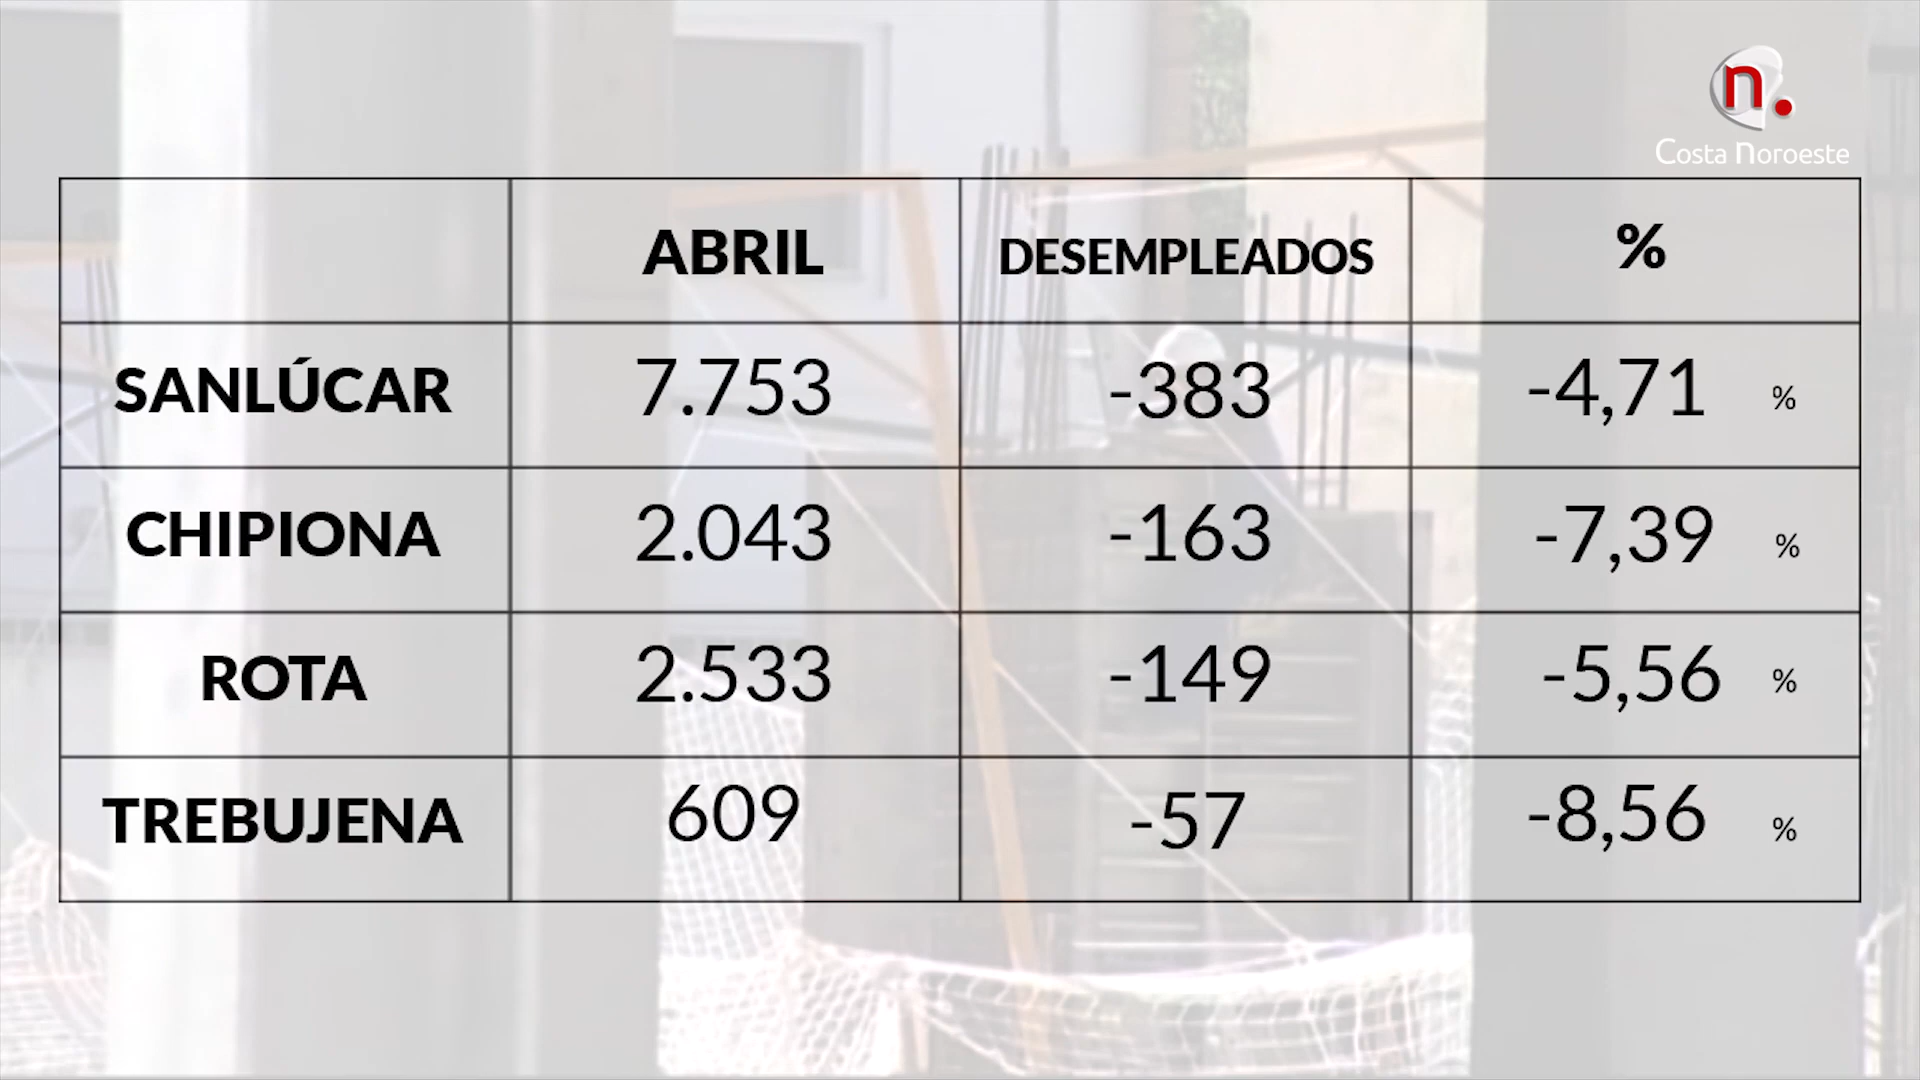 n.
Costa Noroeste
ABRIL DESEMPLEADOS %
SANLÚCAR 7.753 -383 -4,71 %
CHIPIONA 2.043 -163 -7,39 %
ROTA 2.533 -149 -5,56 %
TREBUJENA 609 -57 -8,56 %